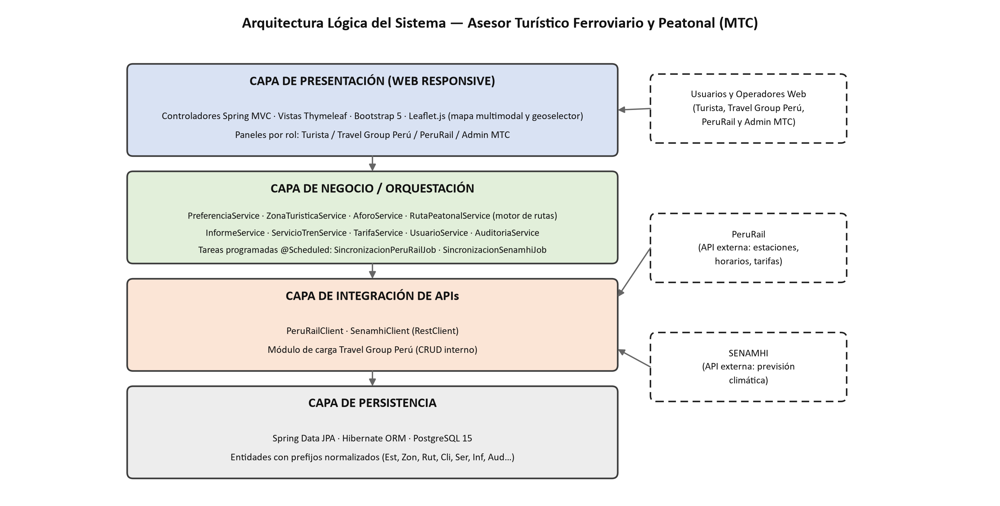 Arquitectura Lógica del Sistema — Asesor Turístico Ferroviario y Peatonal (MTC)
CAPA DE PRESENTACIÓN (WEB RESPONSIVE)
Controladores Spring MVC · Vistas Thymeleaf · Bootstrap 5 · Leaflet.js (mapa multimodal y geoselector)
Paneles por rol: Turista / Travel Group Perú / PeruRail / Admin MTC
Usuarios y Operadores Web
(Turista, Travel Group Perú,
PeruRail y Admin MTC)
CAPA DE NEGOCIO / ORQUESTACIÓN
PreferenciaService · ZonaTuristicaService · AforoService · RutaPeatonalService (motor de rutas)
InformeService · ServicioTrenService · TarifaService · UsuarioService · AuditoriaService
Tareas programadas @Scheduled: SincronizacionPeruRailJob · SincronizacionSenamhiJob
PeruRail
(API externa: estaciones,
horarios, tarifas)
CAPA DE INTEGRACIÓN DE APIs
PeruRailClient · SenamhiClient (RestClient)
Módulo de carga Travel Group Perú (CRUD interno)
SENAMHI
(API externa: previsión
climática)
CAPA DE PERSISTENCIA
Spring Data JPA · Hibernate ORM · PostgreSQL 15
Entidades con prefijos normalizados (Est, Zon, Rut, Cli, Ser, Inf, Aud...)